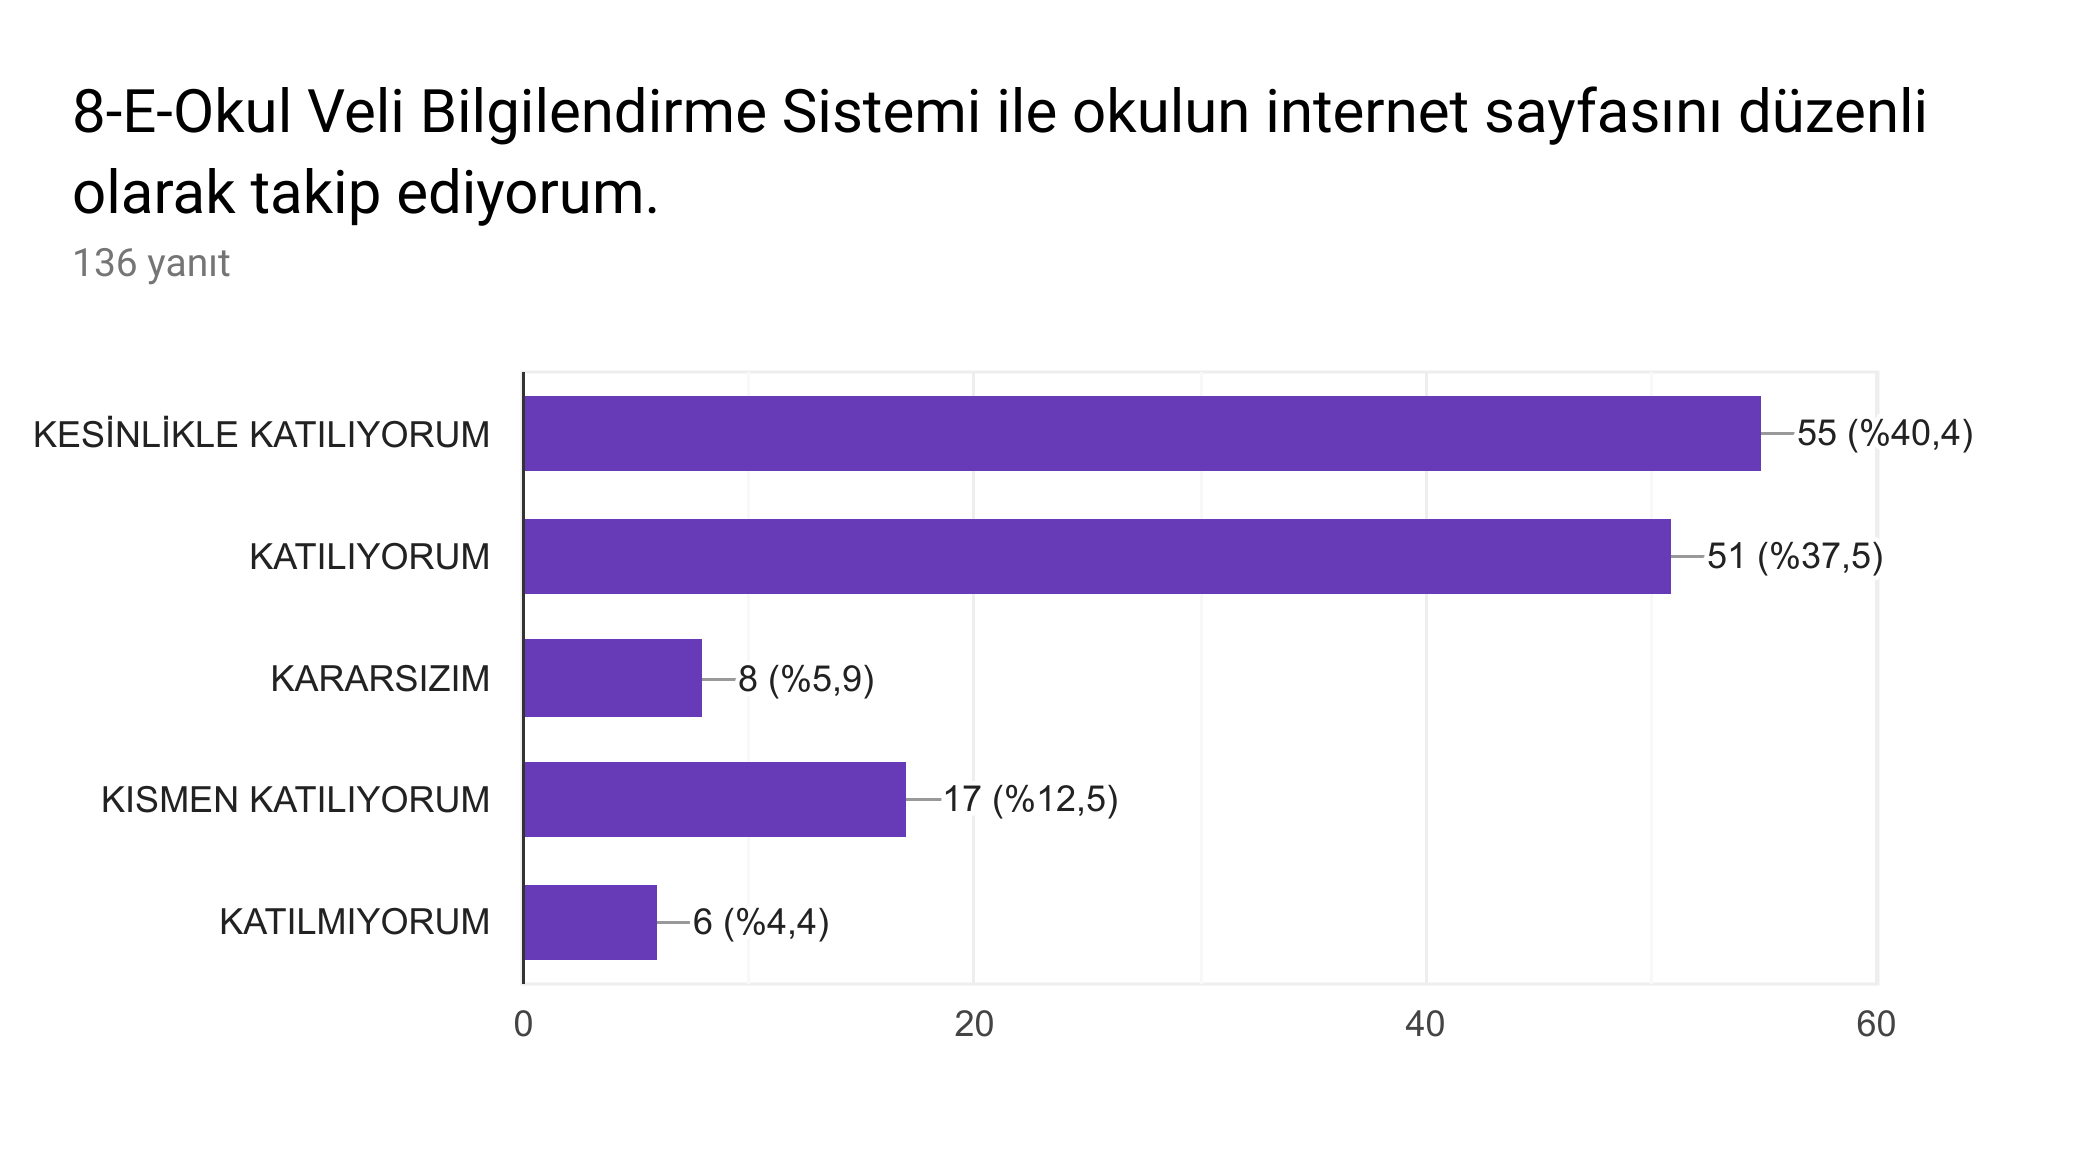 8-E-Okul Veli Bilgilendirme Sistemi ile okulun internet sayfasını düzenli
olarak takip ediyorum.
136 yanıt
KESİNLİKLE KATILIYORUM 55 (%40,4)
KATILIYORUM 51 (%37,5)
KARARSIZIM 8 (%5,9)
KISMEN KATILIYORUM 17 (%12,5)
KATILMIYORUM 6 (%4,4)
0 20 40 60